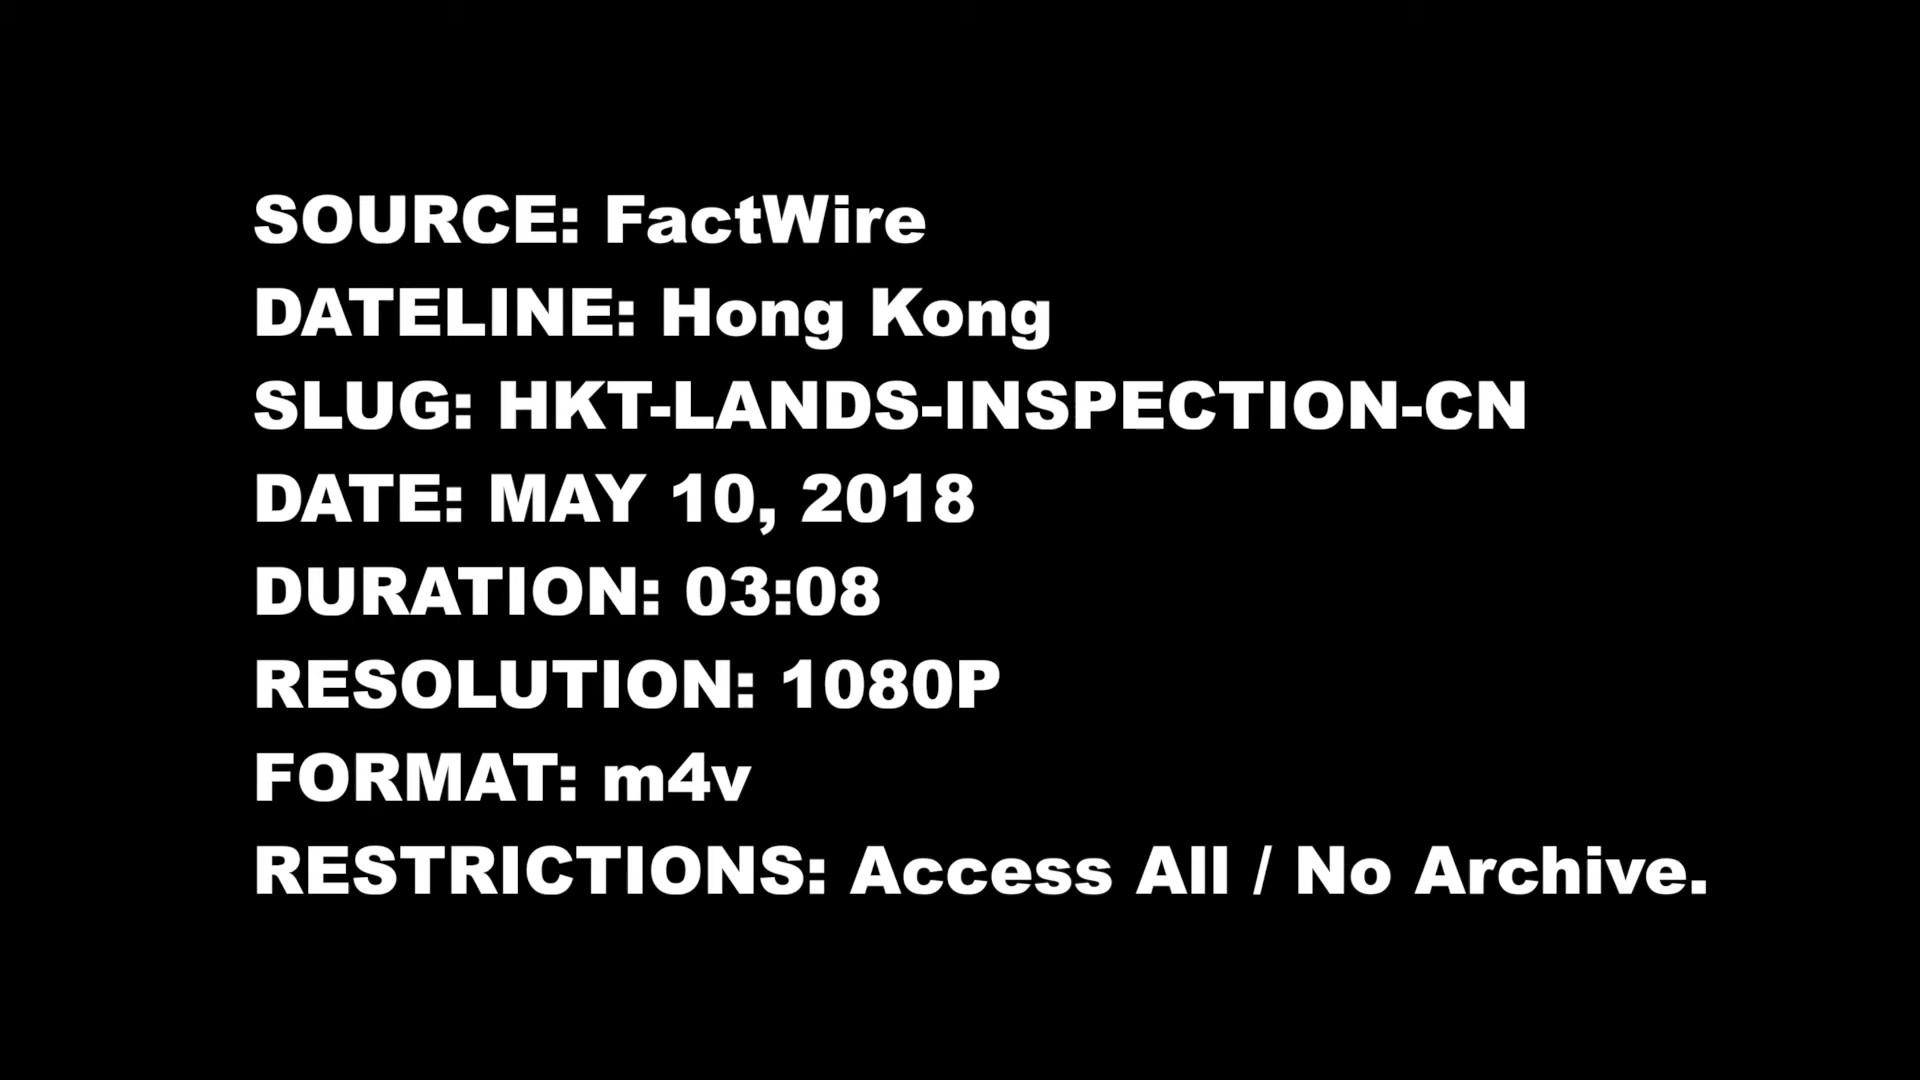 SOURCE: FactWire
DATELINE: Hong Kong
SLUG: HKT-LANDS-INSPECTION-CN
DATE: MAY 10, 2018
DURATION: 03:08
RESOLUTION: 1080P
FORMAT: m4v
RESTRICTIONS: Access All / No Archive.